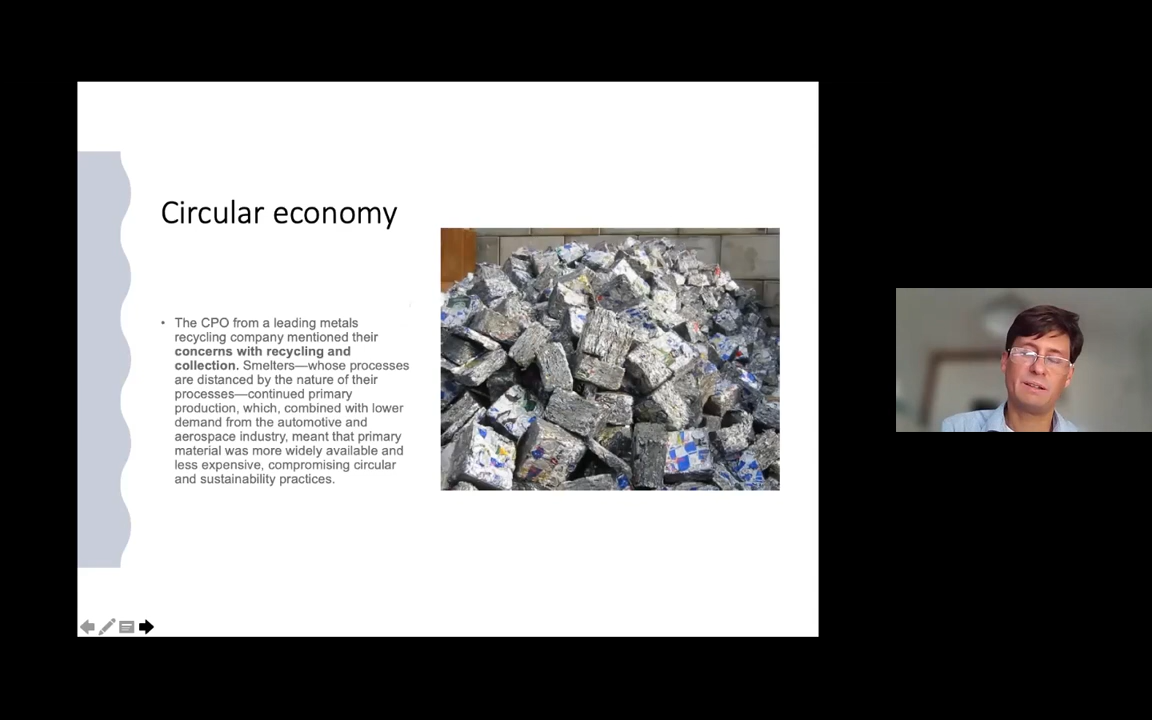 Circular economy
• The CPO from a leading metals
recycling company mentioned their
concerns with recycling and
collection. Smelters—whose processes
are distanced by the nature of their
processes—continued primary
production, which, combined with lower
demand from the automotive and
aerospace industry, meant that primary
material was more widely available and
less expensive, compromising circular
and sustainability practices.